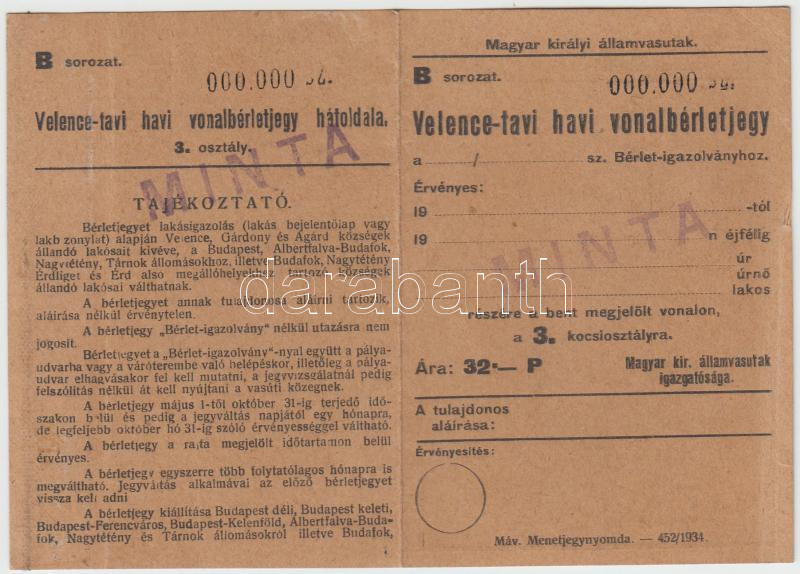 B sorozat.
000.000
Velence-tavi havi vonalbérletjegy hátoldala.
3. osztály.
MINTA
TAJÉKOZTATÓ.
Bérletjegyet lakásigazolás (lakás bejelentőlap vagy
lakb zonylat) alapján Velence, Gárdony és Agárd községek
állandó lakósait kivéve, a Budapest, Albertfalva-Budafok,
Nagytétény, Tárnok állomásokhoz, illetve Budafok, Nagytétény
Érdliget és Érd also megállóhelyekhez tartozó községek
állandó lakósai válthatnak.
A bérletjegyet annak tulajdonosa aláírni tartozik,
aláírása nélkül érvénytelen.
A bérletjegy „Bérlet-igazolvány" nélkül utazásra nem
jogosít.
Bérletjegyet a „Bérlet-igazolvány"-nyal együtt a pálya-
udvarba vagy a váróterembe való belépéskor, illetőleg a pálya-
udvar elhagyásakor fel kell mutatni, a jegyvizsgálatnál pedig
felszólítás nélkül át kell nyújtani a vasúti közegnek.
A bérletjegy május 1-től október 31-ig terjedő idő-
szakon belül és pedig a jegyváltás napjától egy hónapra,
de legfeljebb október hó 31-ig szóló érvényességgel váltható.
A bérletjegy a rajta megjelölt időtartamon belül
érvényes.
A bérletjegy egyszerre több folytatólagos hónapra is
megváltható. Jegyváltás alkalmával az előző bérletjegyet
vissza kell adni
A bérletjegy kiállítása Budapest déli, Budapest keleti,
Budapest-Ferencváros, Budapest-Kelenföld, Albertfalva-Buda-
fok, Nagytétény és Tárnok állomásokról illetve Budafok,
Magyar királyi államvasutak.
B sorozat.
000.000
Velence-tavi havi vonalbérletjegy
a / sz. Bérlet-igazolványhoz.
Érvényes:
19 -tól
19 n éjfélig
MINTA
úr
úrnő
lakos
részére a bent megjelölt vonalon,
a 3. kocsiosztályra.
Ára: 32·— P
Magyar kir. államvasutak
igazgatósága.
A tulajdonos
aláírása:
Érvényesítés:
Máv. Menetjegynyomda. — 452/1934.
darabanth